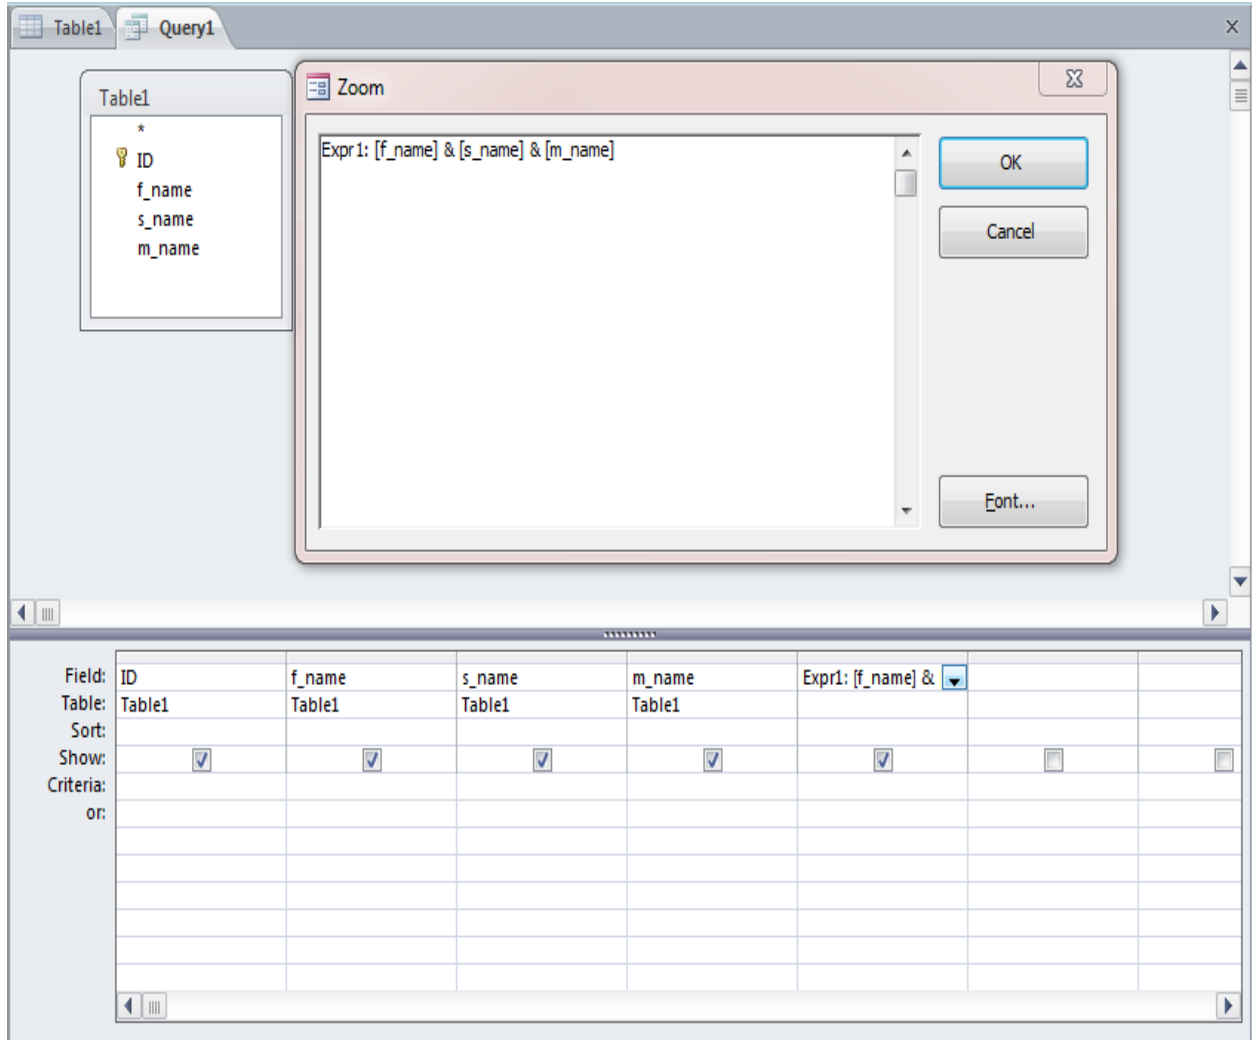 Table1 Query1 X
Table1
*
ID
f_name
s_name
m_name
Zoom
Expr1: [f_name] & [s_name] & [m_name]
OK
Cancel
Font...
Field: ID f_name s_name m_name Expr1: [f_name] &
Table: Table1 Table1 Table1 Table1
Sort:
Show:
Criteria:
or: